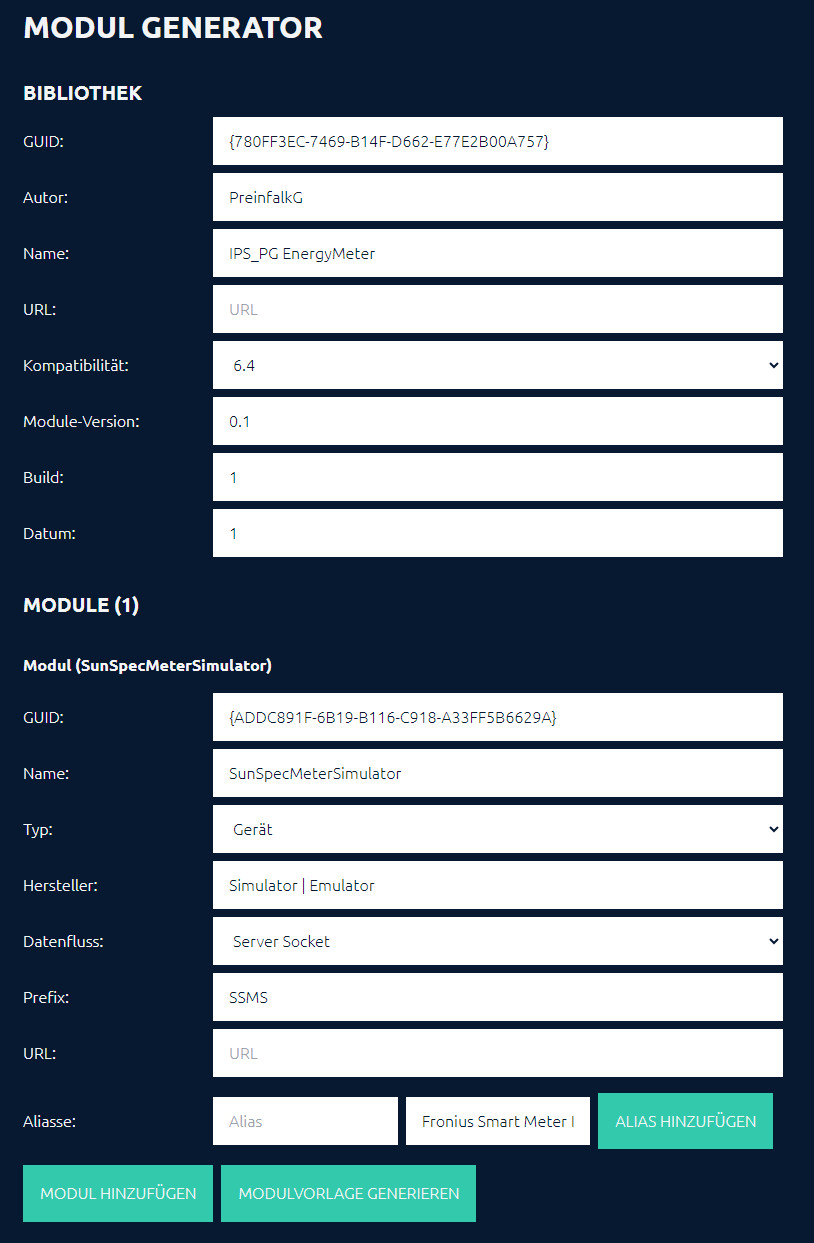 MODUL GENERATOR
BIBLIOTHEK
GUID: {780FF3EC-7469-B14F-D662-E77E2B00A757}
Autor: PreinfalkG
Name: IPS_PG EnergyMeter
URL: URL
Kompatibilität: 6.4
Module-Version: 0.1
Build: 1
Datum: 1
MODULE (1)
Modul (SunSpecMeterSimulator)
GUID: {ADDC891F-6B19-B116-C918-A33FF5B6629A}
Name: SunSpecMeterSimulator
Typ: Gerät
Hersteller: Simulator | Emulator
Datenfluss: Server Socket
Prefix: SSMS
URL: URL
Aliasse: Alias Fronius Smart Meter ALIAS HINZUFÜGEN
MODUL HINZUFÜGEN MODULVORLAGE GENERIEREN